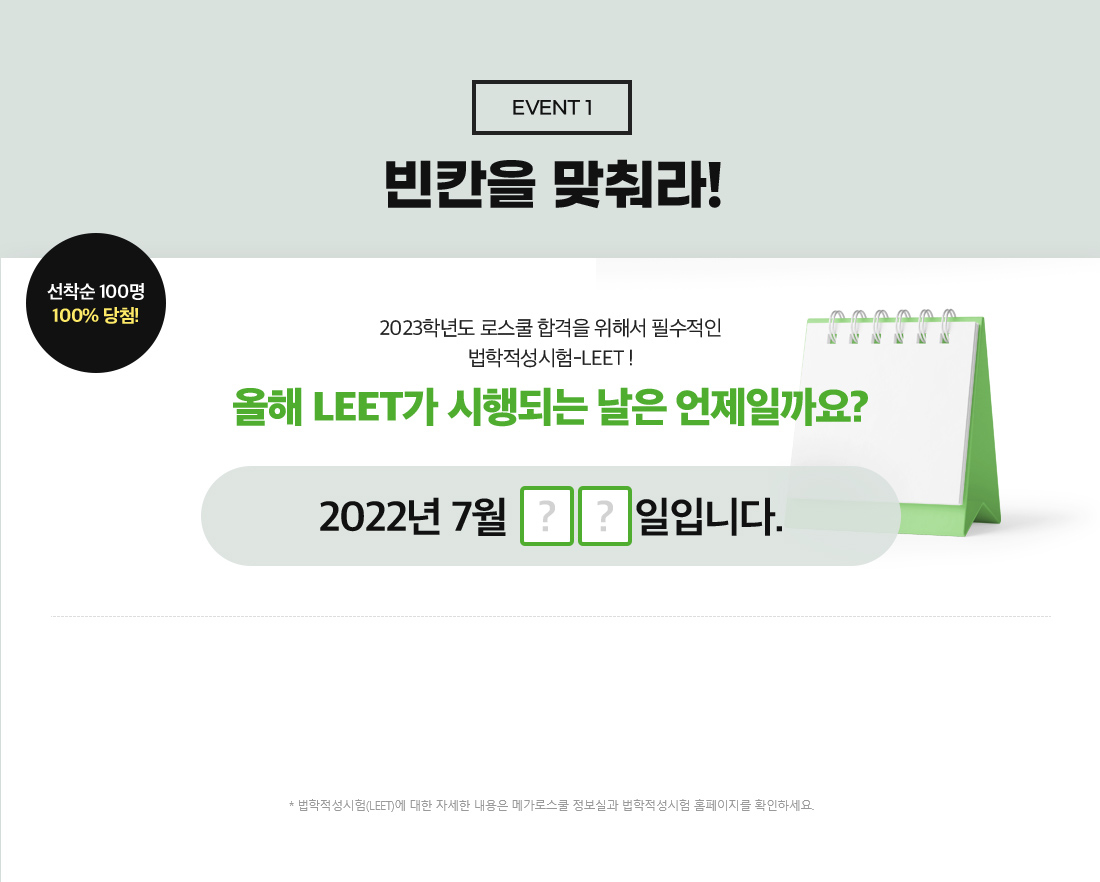 EVENT 1
빈칸을 맞춰라!
선착순 100명
100% 당첨!
2023학년도 로스쿨 합격을 위해서 필수적인
법학적성시험-LEET !
올해 LEET가 시행되는 날은 언제일까요?
2022년 7월 ? ? 일입니다.
* 법학적성시험(LEET)에 대한 자세한 내용은 메가로스쿨 정보실과 법학적성시험 홈페이지를 확인하세요.